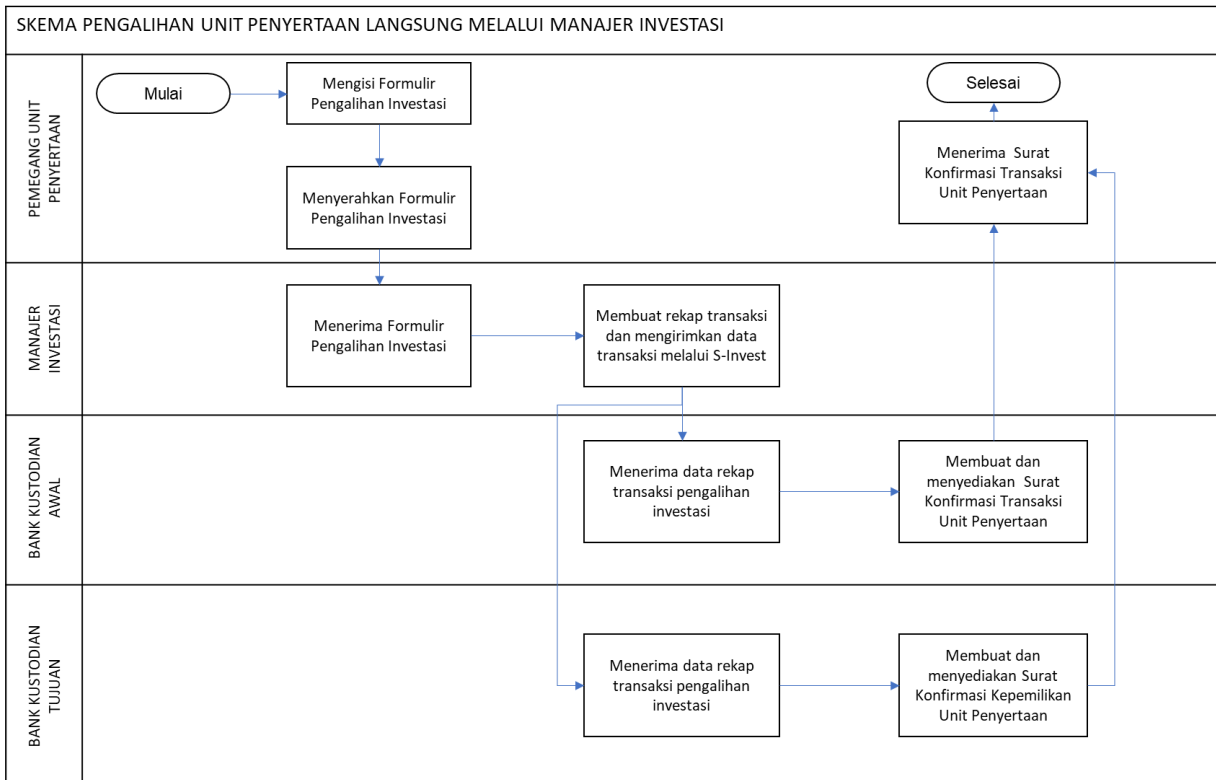 SKEMA PENGALIHAN UNIT PENYERTAAN LANGSUNG MELALUI MANAJER INVESTASI
PEMEGANG UNIT
PENYERTAAN
Mulai
Mengisi Formulir
Pengalihan Investasi
Menyerahkan Formulir
Pengalihan Investasi
Selesai
Menerima Surat
Konfirmasi Transaksi
Unit Penyertaan
MANAJER
INVESTASI
Menerima Formulir
Pengalihan Investasi
Membuat rekap transaksi
dan mengirimkan data
transaksi melalui S-Invest
BANK KUSTODIAN
AWAL
Menerima data rekap
transaksi pengalihan
investasi
Membuat dan
menyediakan Surat
Konfirmasi Transaksi
Unit Penyertaan
BANK KUSTODIAN
TUJUAN
Menerima data rekap
transaksi pengalihan
investasi
Membuat dan
menyediakan Surat
Konfirmasi Kepemilikan
Unit Penyertaan